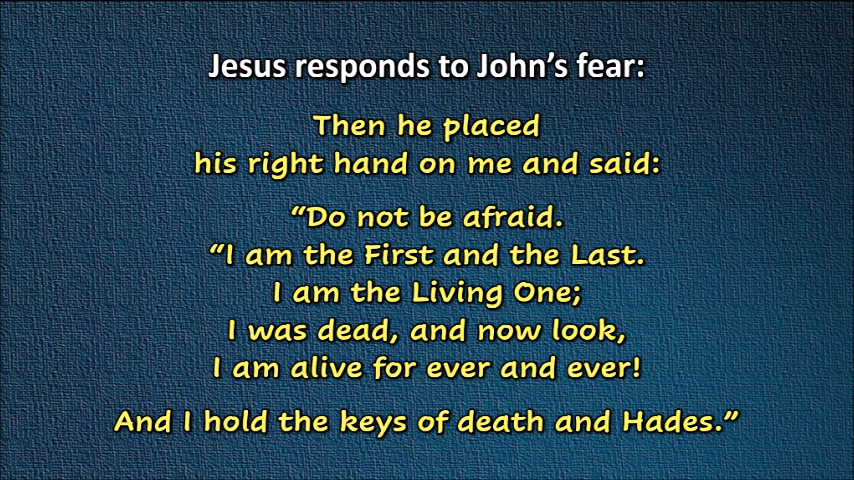 Jesus responds to John’s fear:
Then he placed
his right hand on me and said:
“Do not be afraid.
“I am the First and the Last.
I am the Living One;
I was dead, and now look,
I am alive for ever and ever!
And I hold the keys of death and Hades.”